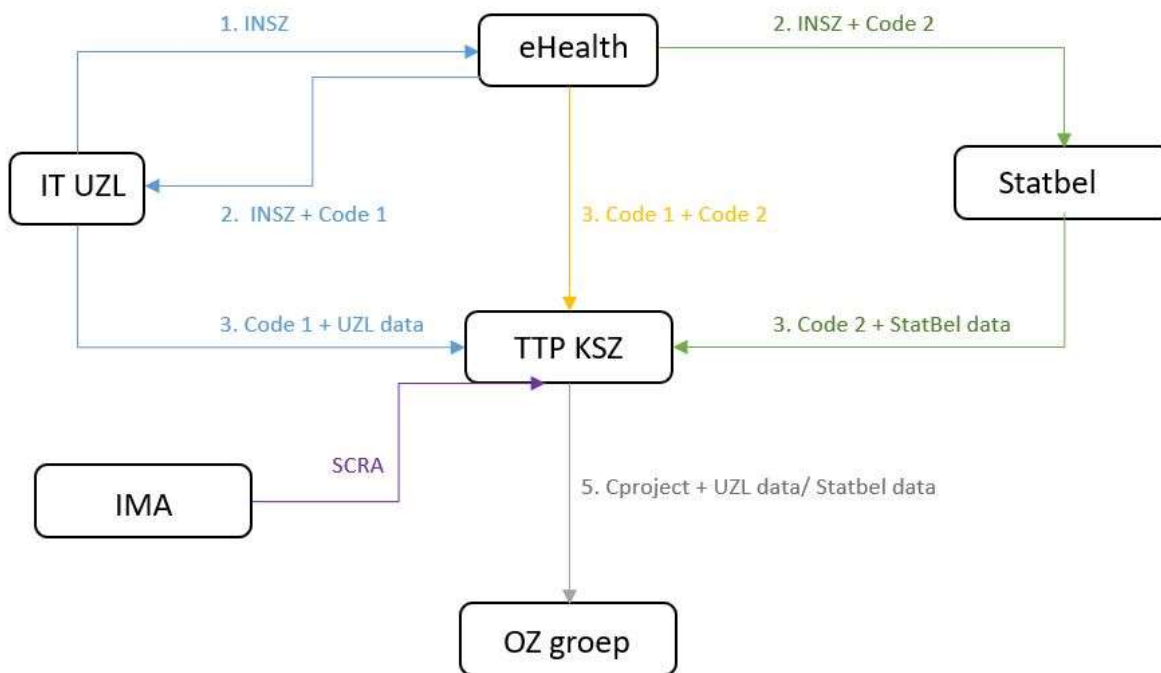 1. INSZ
eHealth
2. INSZ + Code 2
IT UZL
Statbel
2. INSZ + Code 1
3. Code 1 + Code 2
3. Code 1 + UZL data
TTP KSZ
3. Code 2 + StatBel data
SCRA
IMA
5. Cproject + UZL data/ Statbel data
OZ groep